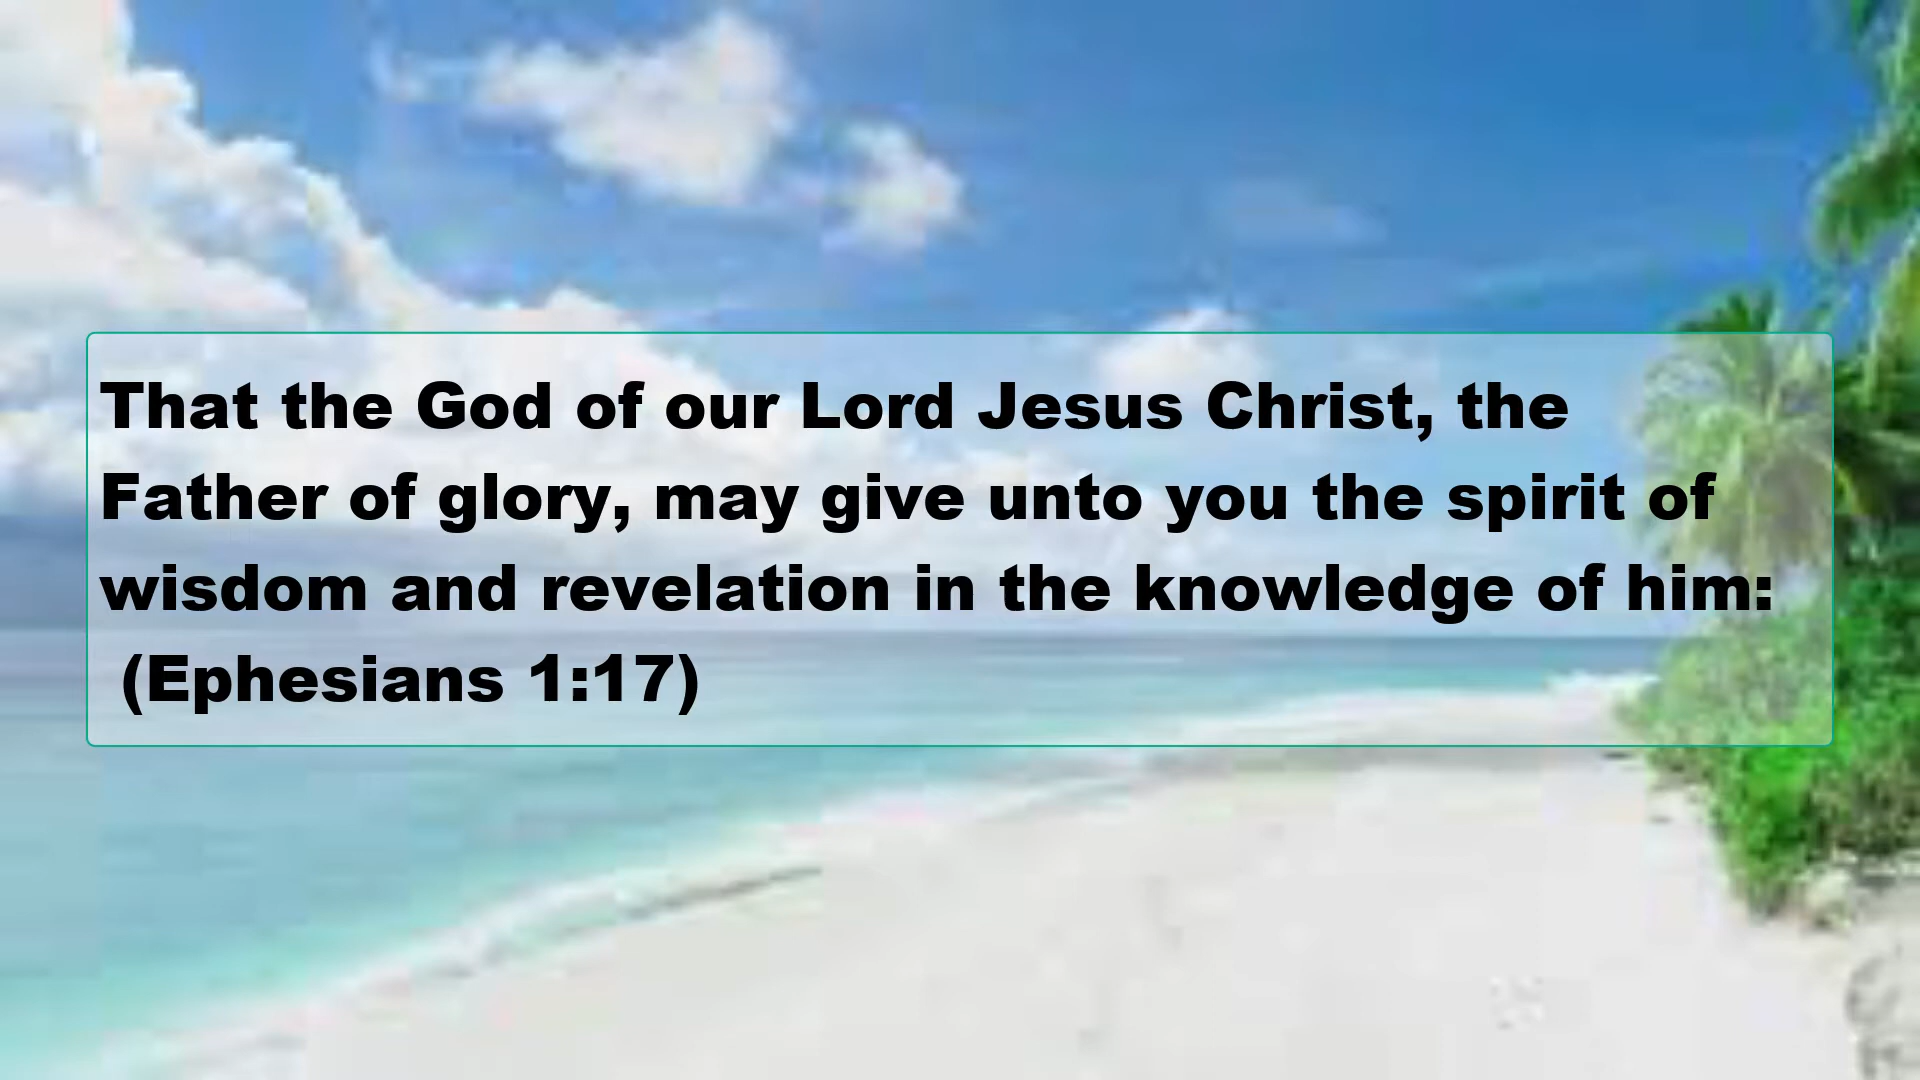 That the God of our Lord Jesus Christ, the
Father of glory, may give unto you the spirit of
wisdom and revelation in the knowledge of him:
(Ephesians 1:17)